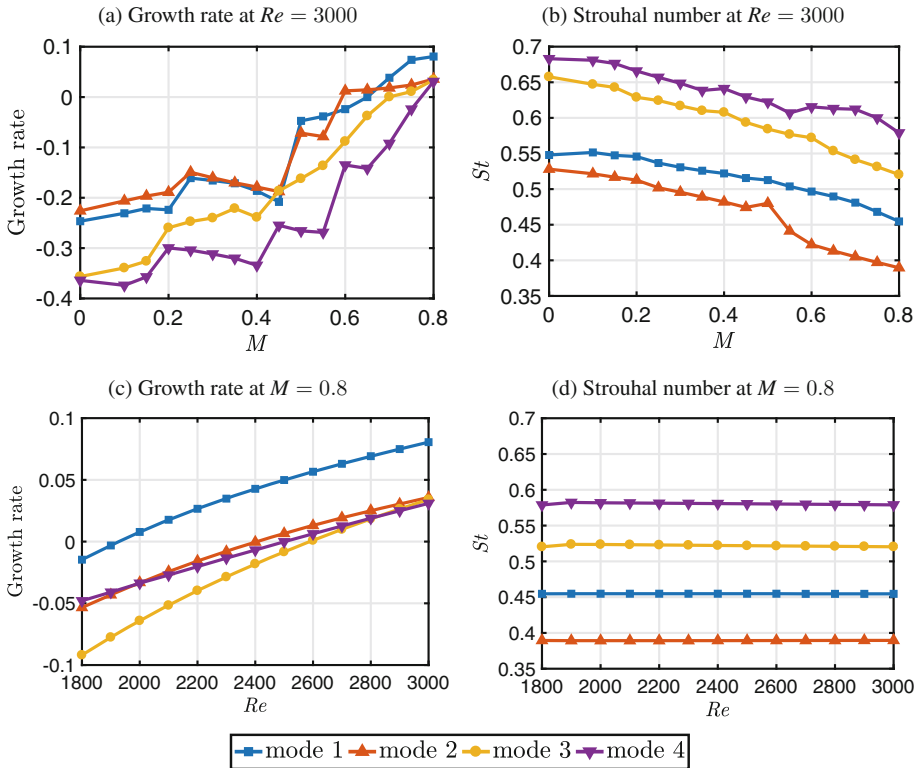 (a) Growth rate at Re = 3000
0.1
0
-0.1
-0.2
-0.3
-0.4
Growth rate
0 0.2 0.4 0.6 0.8
M
(b) Strouhal number at Re = 3000
0.7
0.65
0.6
0.55
0.5
0.45
0.4
0.35
St
0 0.2 0.4 0.6 0.8
M
(c) Growth rate at M = 0.8
0.1
0.05
0
-0.05
-0.1
Growth rate
1800 2000 2200 2400 2600 2800 3000
Re
(d) Strouhal number at M = 0.8
0.7
0.65
0.6
0.55
0.5
0.45
0.4
0.35
St
1800 2000 2200 2400 2600 2800 3000
Re
mode 1 mode 2 mode 3 mode 4